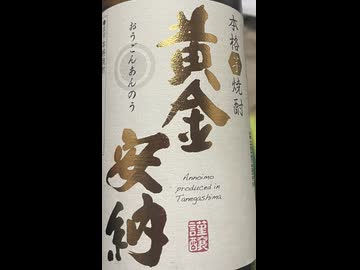 本格芋焼酎
黄金
安納
おうごんあんのう
Annoimo
produced in
Tanegashima
謹醸